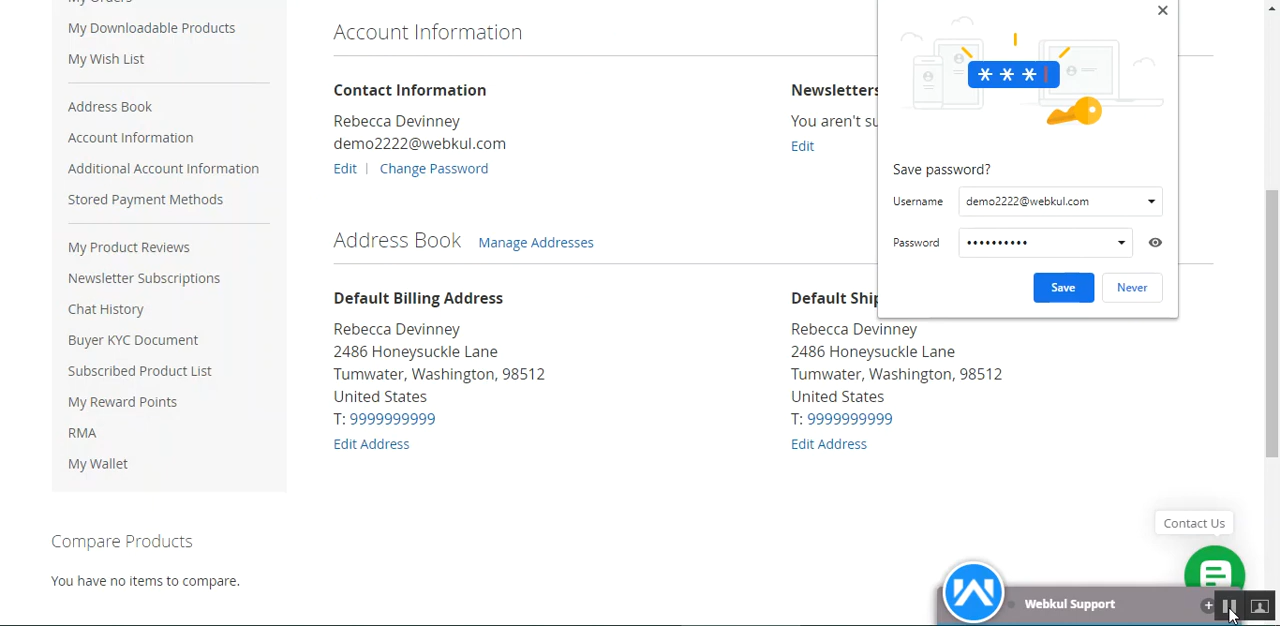 My Orders
My Downloadable Products
My Wish List
Address Book
Account Information
Additional Account Information
Stored Payment Methods
My Product Reviews
Newsletter Subscriptions
Chat History
Buyer KYC Document
Subscribed Product List
My Reward Points
RMA
My Wallet
Compare Products
You have no items to compare.
Account Information
Contact Information
Rebecca Devinney
demo2222@webkul.com
Edit | Change Password
Newsletters
You aren't
Edit
Address Book Manage Addresses
Default Billing Address
Rebecca Devinney
2486 Honeysuckle Lane
Tumwater, Washington, 98512
United States
T: 9999999999
Edit Address
Default
Rebecca Devinney
2486 Honeysuckle Lane
Tumwater, Washington, 98512
United States
T: 9999999999
Edit Address
* * *
Save password?
Username demo2222@webkul.com
Password ••••••••••
Save Never
Contact Us
Webkul Support